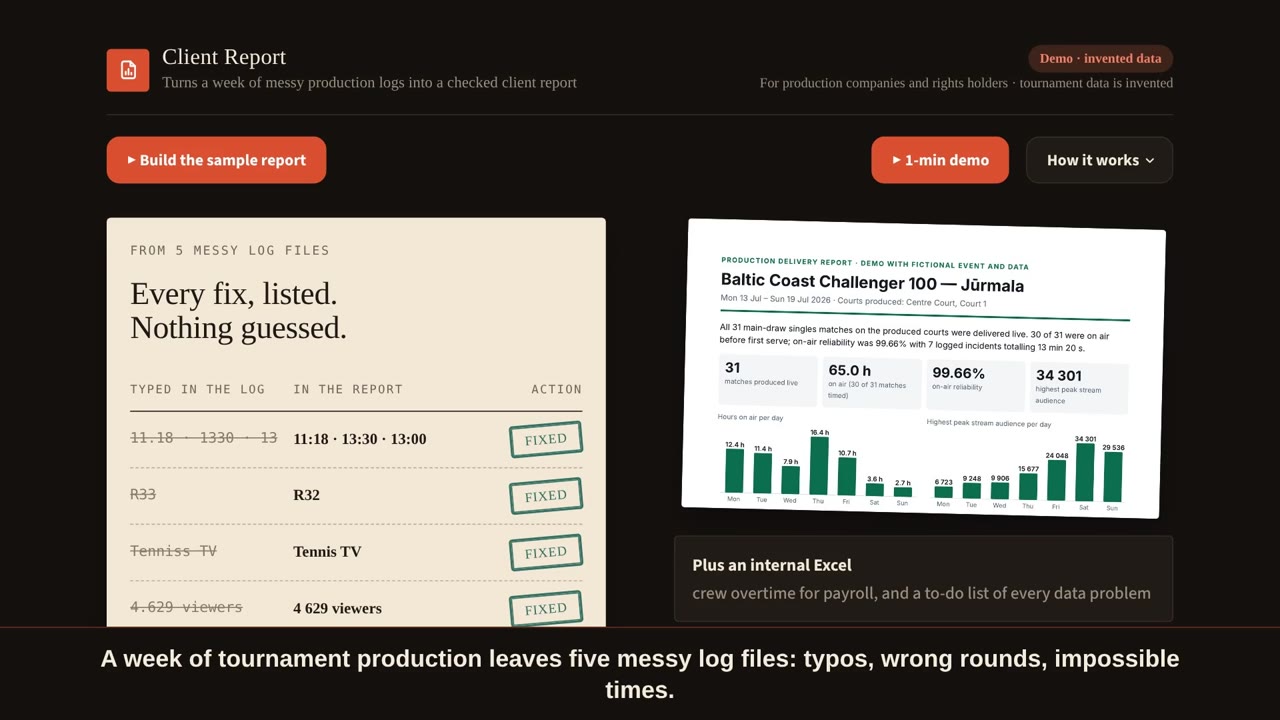 Client Report
Turns a week of messy production logs into a checked client report
Demo · invented data
For production companies and rights holders · tournament data is invented
Build the sample report
1-min demo
How it works
FROM 5 MESSY LOG FILES
Every fix, listed.
Nothing guessed.
TYPED IN THE LOG IN THE REPORT ACTION
11.18 · 1330 · 13 11:18 · 13:30 · 13:00 FIXED
R33 R32 FIXED
Tenniss TV Tennis TV FIXED
4.629 viewers 4 629 viewers FIXED
PRODUCTION DELIVERY REPORT · DEMO WITH FICTIONAL EVENT AND DATA
Baltic Coast Challenger 100 — Jūrmala
Mon 13 Jul – Sun 19 Jul 2026 · Courts produced: Centre Court, Court 1
All 31 main-draw singles matches on the produced courts were delivered live. 30 of 31 were on air
before first serve; on-air reliability was 99.66% with 7 logged incidents totalling 13 min 20 s.
31
matches produced live
65.0 h
on air (30 of 31 matches
timed)
99.66%
on-air reliability
34 301
highest peak stream
audience
Hours on air per day
12.4 h 11.4 h 7.9 h 16.4 h 10.7 h 3.6 h 2.7 h
Mon Tue Wed Thu Fri Sat Sun
Highest peak stream audience per day
6 723 9 248 9 906 15 677 24 048 34 301 29 536
Mon Tue Wed Thu Fri Sat Sun
Plus an internal Excel
crew overtime for payroll, and a to-do list of every data problem
A week of tournament production leaves five messy log files: typos, wrong rounds, impossible
times.